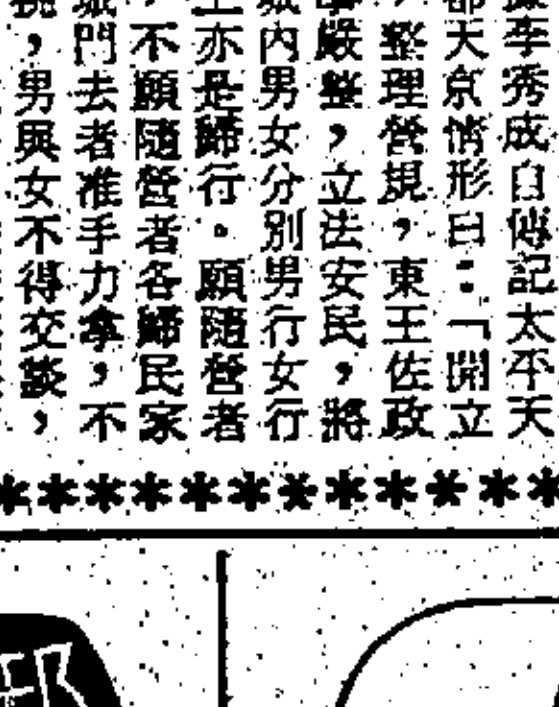 李秀成自傳記太平天
都天京情形曰：「開立
，整理營規，東王佐政
嚴整，立法安民，將
城內男女分別男行女行
亦是歸行。願隨營者
，不願隨營者各歸民家
城門去者准手力拿，不
，男與女不得交談，